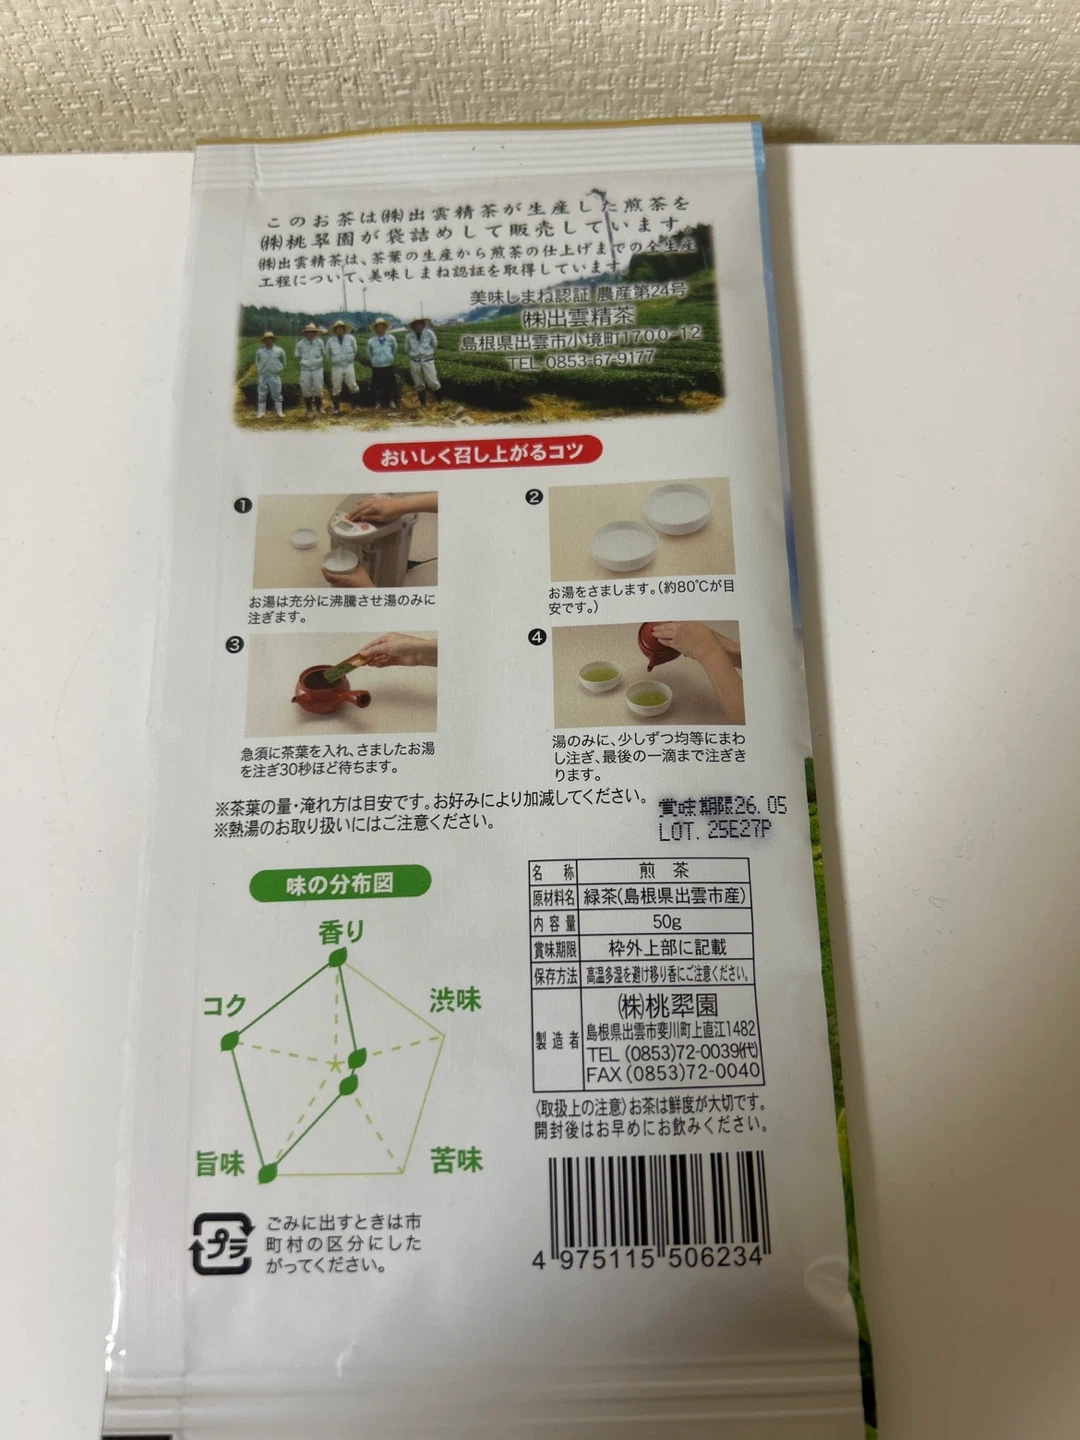 このお茶は㈱出雲精茶が生産した煎茶を
㈱桃翠園が袋詰めして販売しています。
㈱出雲精茶は、茶葉の生産から煎茶の仕上げまでの全生産
工程について、美味しまね認証を取得しています。
美味しまね認証 農産第24号
㈱出雲精茶
島根県出雲市小境町1700-12
TEL 0853-67-9177
おいしく召し上がるコツ
❶
お湯は充分に沸騰させ湯のみに
注ぎます。
❷
お湯をさまします。(約80℃が目
安です。)
❸
急須に茶葉を入れ、さましたお湯
を注ぎ30秒ほど待ちます。
❹
湯のみに、少しずつ均等にまわ
し注ぎ、最後の一滴まで注ぎき
ります。
※茶葉の量・淹れ方は目安です。お好みにより加減してください。
※熱湯のお取り扱いにはご注意ください。
賞味期限26.05
LOT. 25E27P
味の分布図
香り
渋味
苦味
旨味
コク
名称 煎茶
原材料名 緑茶(島根県出雲市産)
内容量 50g
賞味期限 枠外上部に記載
保存方法 高温多湿を避け移り香にご注意ください。
製造者 ㈱桃翠園
島根県出雲市斐川町上直江1482
TEL (0853)72-0039㈹
FAX (0853)72-0040
〈取扱上の注意〉お茶は鮮度が大切です。
開封後はお早めにお飲みください。
プラ
ごみに出すときは市
町村の区分にした
がってください。
4 975115 506234